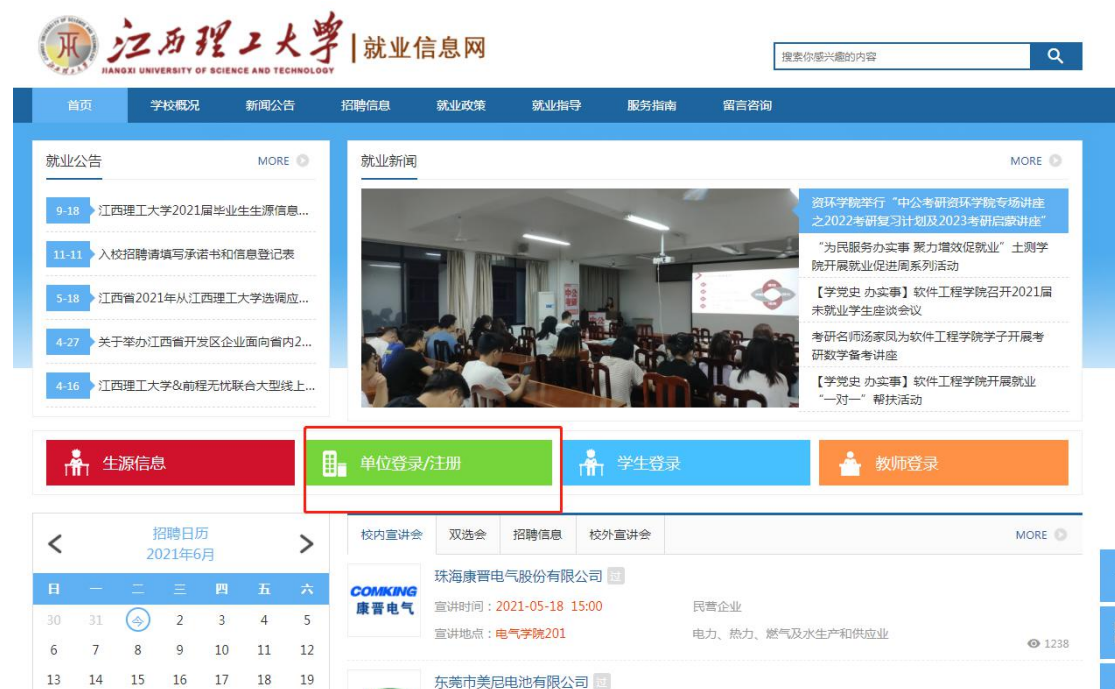 江西理工大学
JIANGXI UNIVERSITY OF SCIENCE AND TECHNOLOGY
就业信息网
搜索你感兴趣的内容
首页 学校概况 新闻公告 招聘信息 就业政策 就业指导 服务指南 留言咨询
就业公告 MORE
9-18 江西理工大学2021届毕业生生源信息...
11-11 入校招聘请填写承诺书和信息登记表
5-18 江西省2021年从江西理工大学选调应...
4-27 关于举办江西省开发区企业面向省内2...
4-16 江西理工大学&前程无忧联合大型线上...
就业新闻 MORE
资环学院举行“中公考研资环学院专场讲座
之2022考研复习计划及2023考研启蒙讲座”
“为民服务办实事 聚力增效促就业”土测学
院开展就业促进周系列活动
【学党史 办实事】软件工程学院召开2021届
未就业学生座谈会议
考研名师汤家凤为软件工程学院学子开展考
研数学备考讲座
【学党史 办实事】软件工程学院开展就业
“一对一”帮扶活动
生源信息 单位登录/注册 学生登录 教师登录
招聘日历
2021年6月
日 一 二 三 四 五 六
30 31 今 2 3 4 5
6 7 8 9 10 11 12
13 14 15 16 17 18 19
校内宣讲会 双选会 招聘信息 校外宣讲会 MORE
COMKING
康晋电气
珠海康晋电气股份有限公司 过
宣讲时间：2021-05-18 15:00 民营企业
宣讲地点：电气学院201 电力、热力、燃气及水生产和供应业
1238
东莞市美尼电池有限公司 过